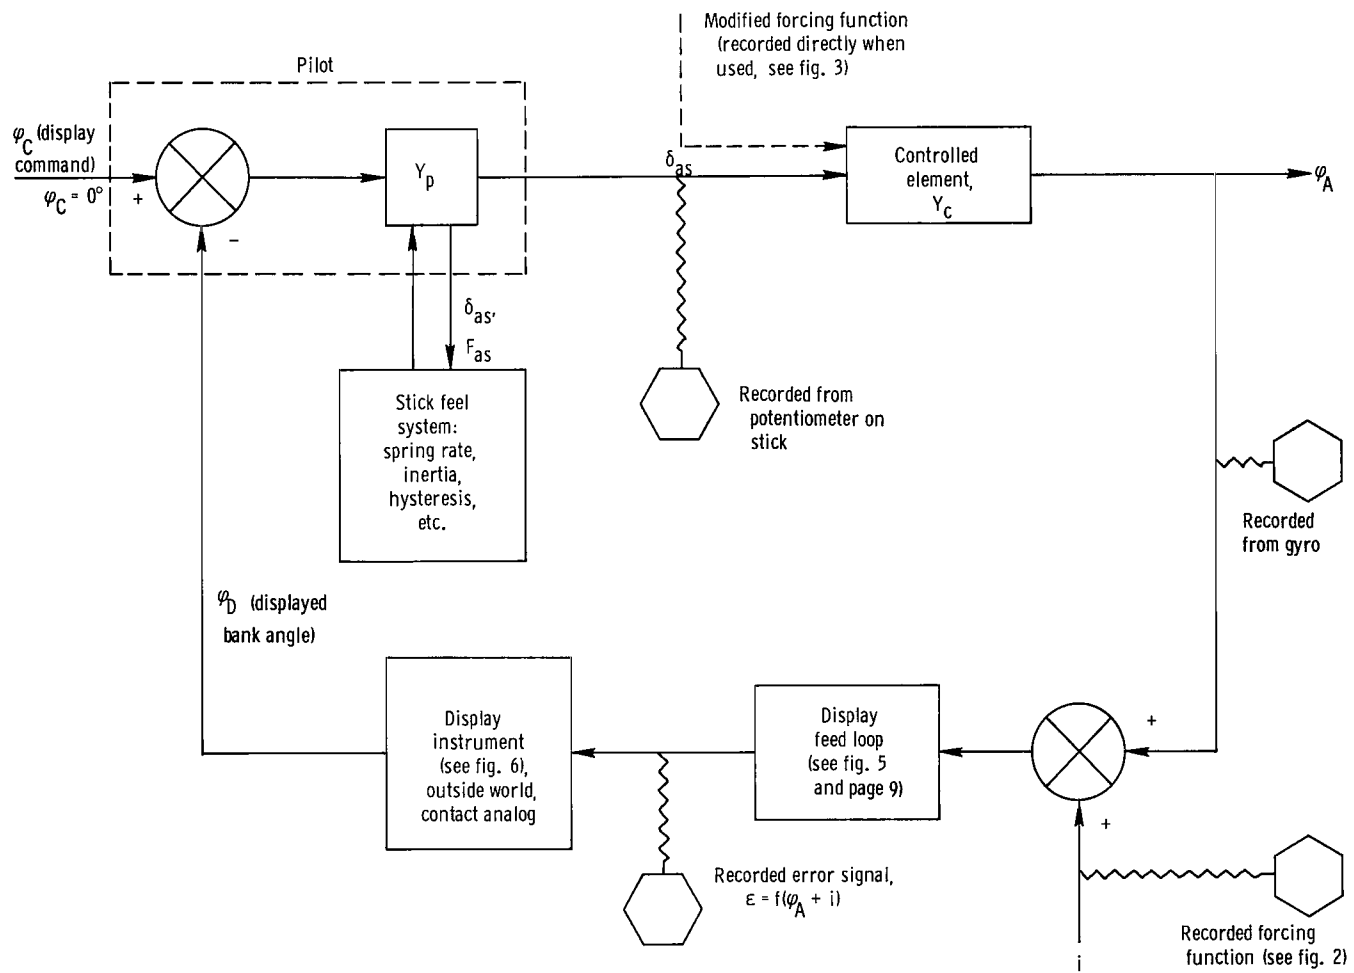 Modified forcing function
(recorded directly when
used, see fig. 3)
Pilot
φC (display
command)
φC = 0°
+
−
Yp
δas
Controlled
element,
Yc
φA
δas,
Fas
Stick feel
system:
spring rate,
inertia,
hysteresis,
etc.
Recorded from
potentiometer on
stick
Recorded
from gyro
φD (displayed
bank angle)
Display
instrument
(see fig. 6),
outside world,
contact analog
Display
feed loop
(see fig. 5
and page 9)
+
+
Recorded error signal,
ε = f(φA + i)
Recorded forcing
function (see fig. 2)
i